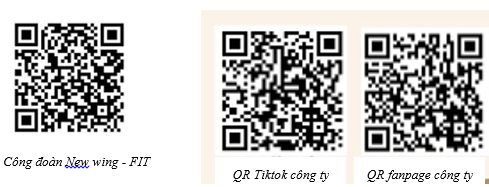 Công đoàn New wing - FIT
QR Tiktok công ty
QR fanpage công ty